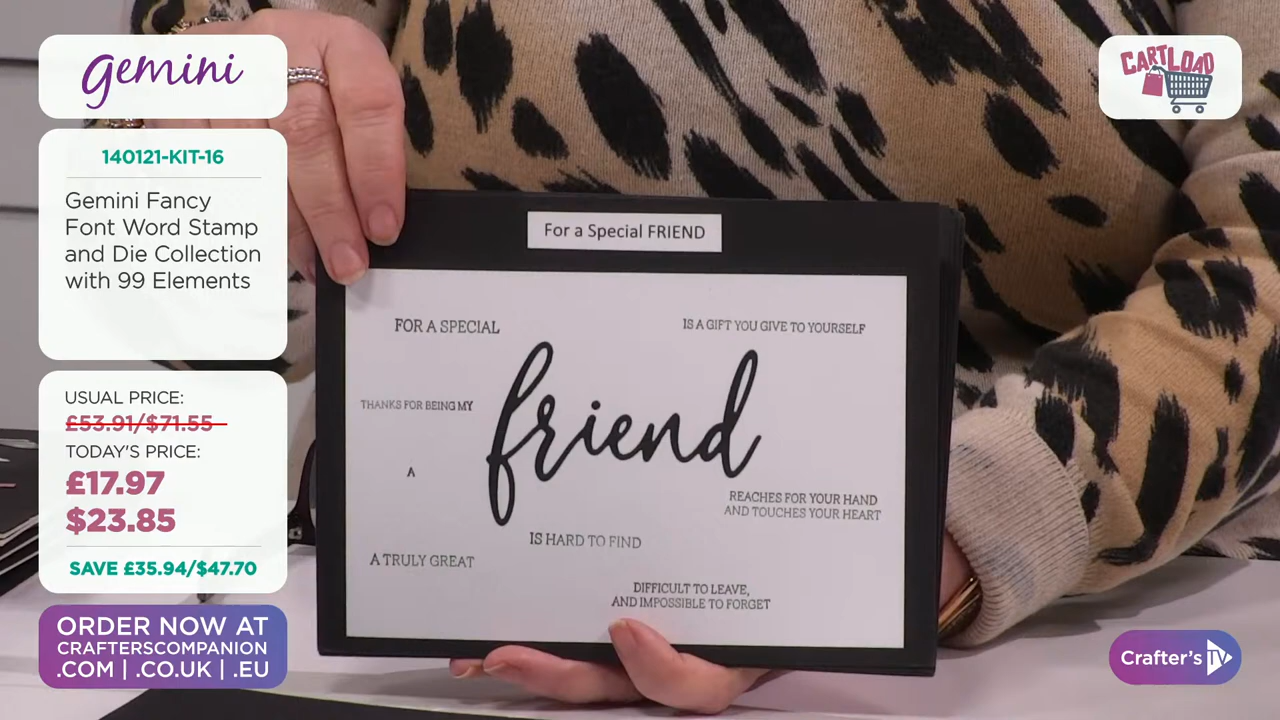 gemini
140121-KIT-16
Gemini Fancy
Font Word Stamp
and Die Collection
with 99 Elements
USUAL PRICE:
£53.91/$71.55
TODAY'S PRICE:
£17.97
$23.85
SAVE £35.94/$47.70
ORDER NOW AT
CRAFTERSCOMPANION
.COM | .CO.UK | .EU
For a Special FRIEND
FOR A SPECIAL
IS A GIFT YOU GIVE TO YOURSELF
THANKS FOR BEING MY
friend
A
REACHES FOR YOUR HAND
AND TOUCHES YOUR HEART
IS HARD TO FIND
A TRULY GREAT
DIFFICULT TO LEAVE,
AND IMPOSSIBLE TO FORGET
CARTLOAD
Crafter's TV